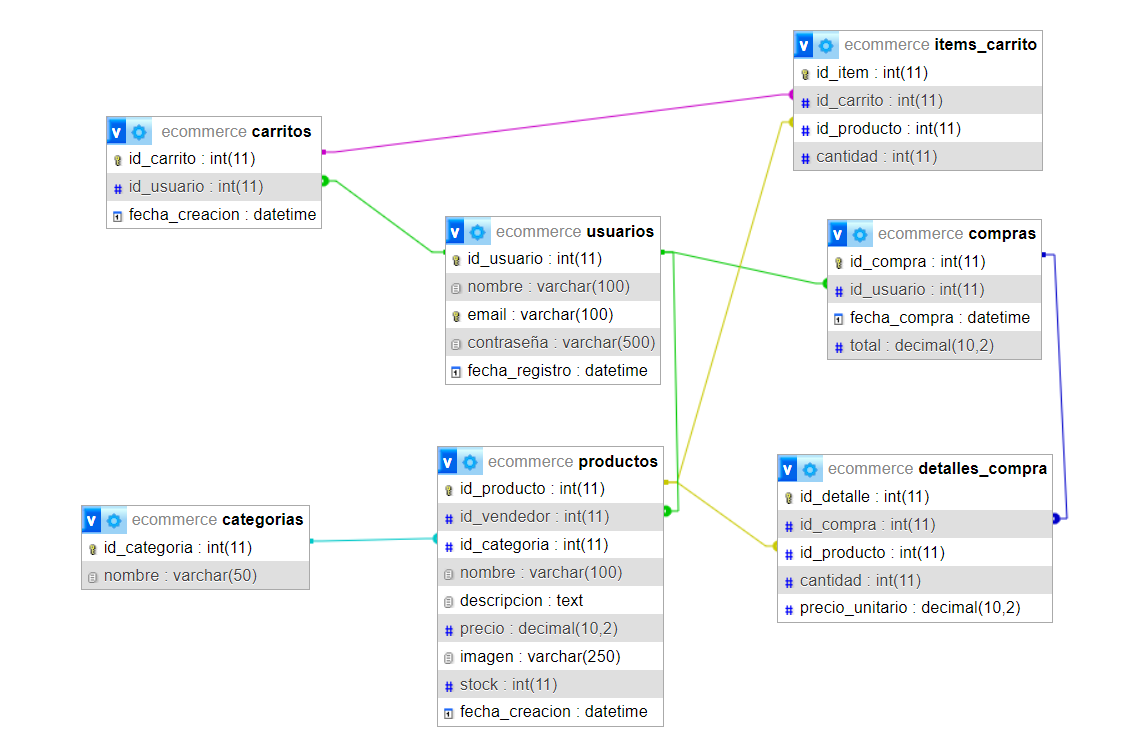 ecommerce items_carrito
id_item : int(11)
id_carrito : int(11)
id_producto : int(11)
cantidad : int(11)
v ecommerce carritos
id_carrito : int(11)
id_usuario : int(11)
fecha_creacion : datetime
v ecommerce usuarios
id_usuario : int(11)
nombre : varchar(100)
email : varchar(100)
contraseña : varchar(500)
fecha_registro : datetime
v ecommerce compras
id_compra : int(11)
id_usuario : int(11)
fecha_compra : datetime
total : decimal(10,2)
v ecommerce productos
id_producto : int(11)
id_vendedor : int(11)
id_categoria : int(11)
nombre : varchar(100)
descripcion : text
precio : decimal(10,2)
imagen : varchar(250)
stock : int(11)
fecha_creacion : datetime
v ecommerce detalles_compra
id_detalle : int(11)
id_compra : int(11)
id_producto : int(11)
cantidad : int(11)
precio_unitario : decimal(10,2)
v ecommerce categorias
id_categoria : int(11)
nombre : varchar(50)